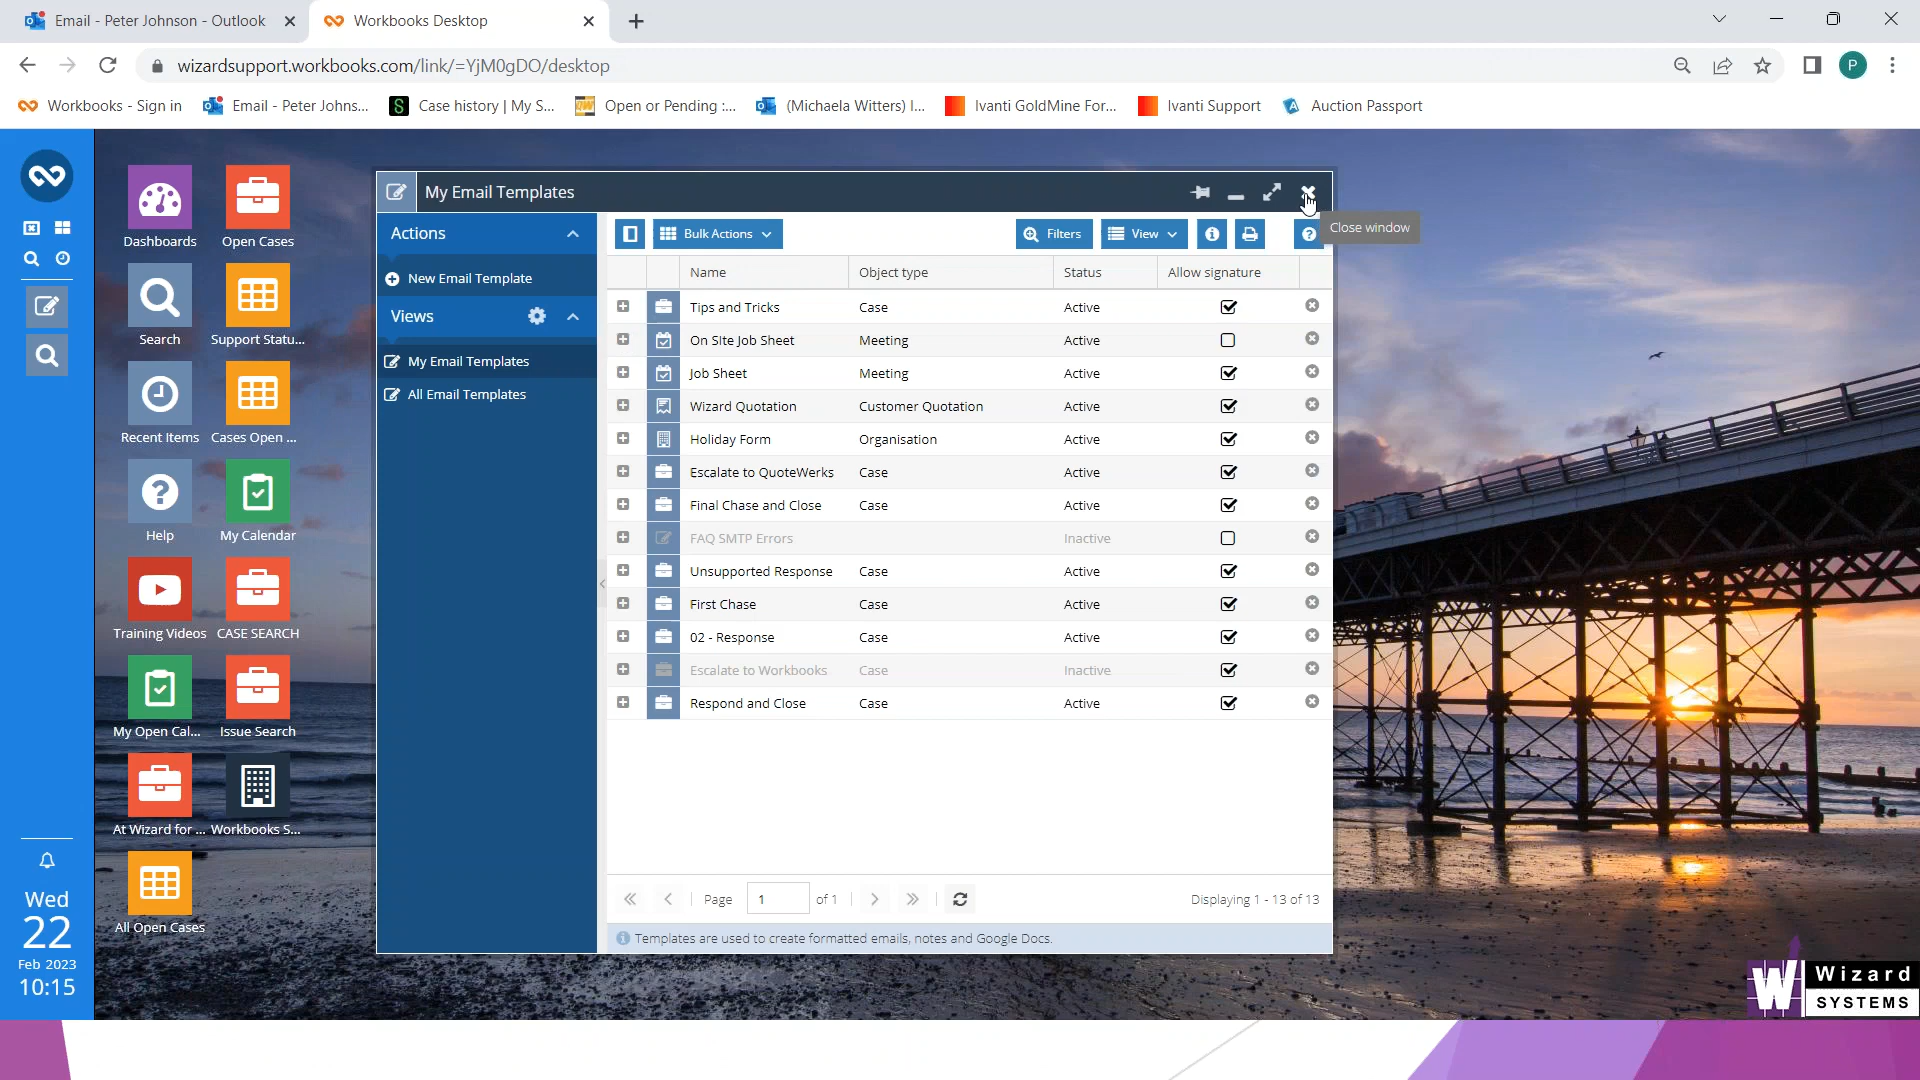 Email - Peter Johnson - Outlook
Workbooks Desktop
wizardsupport.workbooks.com/link/=YjM0gDO/desktop
P
Workbooks - Sign in
Email - Peter Johns...
S
Case history | My S...
Open or Pending :...
(Michaela Witters) I...
Ivanti GoldMine For...
Ivanti Support
Auction Passport
Dashboards
Open Cases
Search
Support Statu...
Recent Items
Cases Open ...
Help
My Calendar
Training Videos
CASE SEARCH
My Open Cal...
Issue Search
At Wizard for ...
Workbooks S...
All Open Cases
Wed
22
Feb 2023
10:15
My Email Templates
Close window
Actions
New Email Template
Views
My Email Templates
All Email Templates
Bulk Actions
Filters
View
Name Object type Status Allow signature
Tips and Tricks Case Active
On SIte Job Sheet Meeting Active
Job Sheet Meeting Active
Wizard Quotation Customer Quotation Active
Holiday Form Organisation Active
Escalate to QuoteWerks Case Active
Final Chase and Close Case Active
FAQ SMTP Errors Inactive
Unsupported Response Case Active
First Chase Case Active
02 - Response Case Active
Escalate to Workbooks Case Inactive
Respond and Close Case Active
Page 1 of 1
Displaying 1 - 13 of 13
Templates are used to create formatted emails, notes and Google Docs.
W Wizard
SYSTEMS